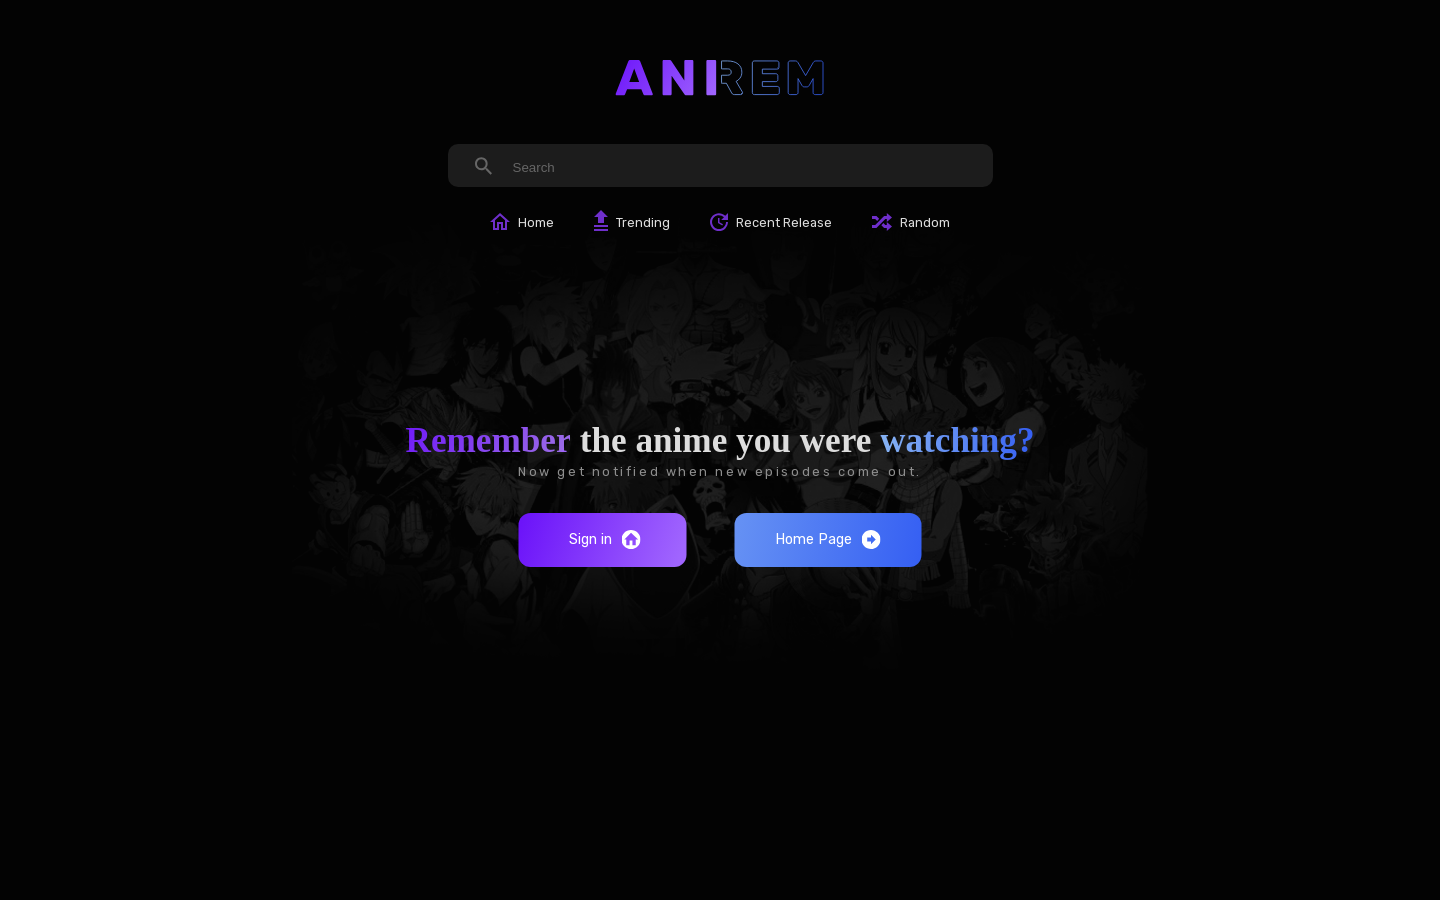 ANIREM
Search
Home Trending Recent Release Random
Remember the anime you were watching?
Now get notified when new episodes come out.
Sign in Home Page